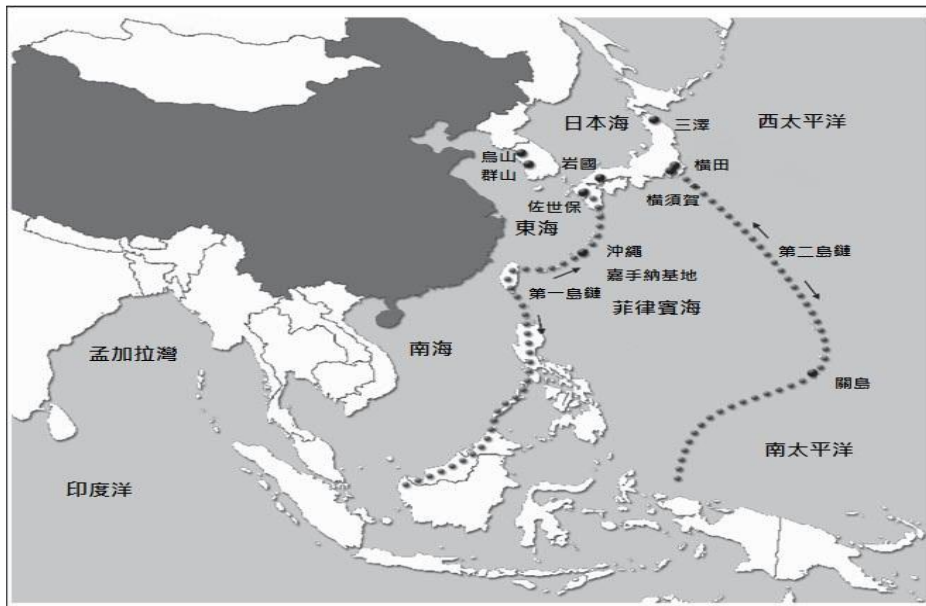 日本海
三澤
西太平洋
烏山
群山
岩國
橫田
佐世保
橫須賀
東海
沖繩
第二島鏈
嘉手納基地
第一島鏈
菲律賓海
孟加拉灣
南海
關島
南太平洋
印度洋